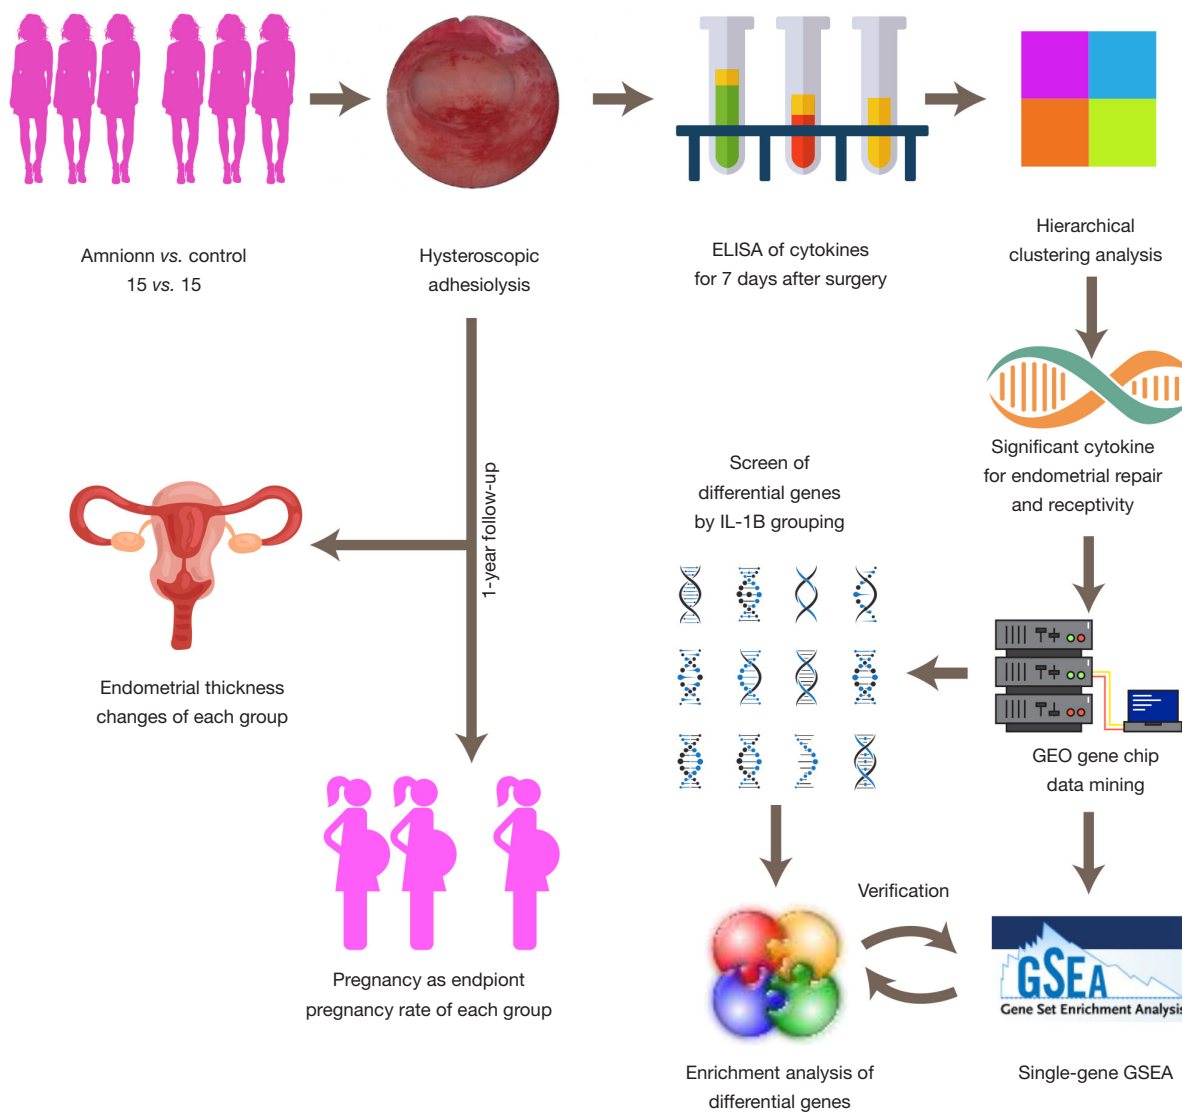 Amnionn vs. control
15 vs. 15
Hysteroscopic
adhesiolysis
ELISA of cytokines
for 7 days after surgery
Hierarchical
clustering analysis
Significant cytokine
for endometrial repair
and receptivity
Screen of
differential genes
by IL-1B grouping
1-year follow-up
Endometrial thickness
changes of each group
GEO gene chip
data mining
Pregnancy as endpiont
pregnancy rate of each group
Verification
GSEA
Gene Set Enrichment Analysis
Enrichment analysis of
differential genes
Single-gene GSEA